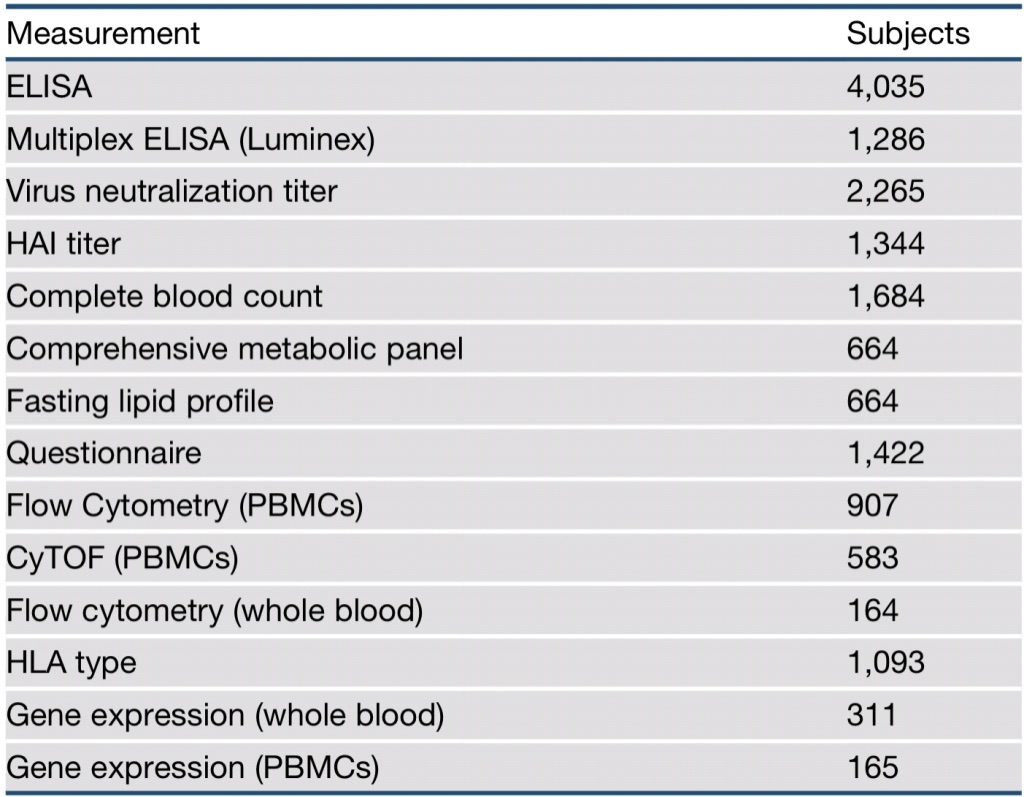 Measurement Subjects
ELISA 4,035
Multiplex ELISA (Luminex) 1,286
Virus neutralization titer 2,265
HAI titer 1,344
Complete blood count 1,684
Comprehensive metabolic panel 664
Fasting lipid profile 664
Questionnaire 1,422
Flow Cytometry (PBMCs) 907
CyTOF (PBMCs) 583
Flow cytometry (whole blood) 164
HLA type 1,093
Gene expression (whole blood) 311
Gene expression (PBMCs) 165